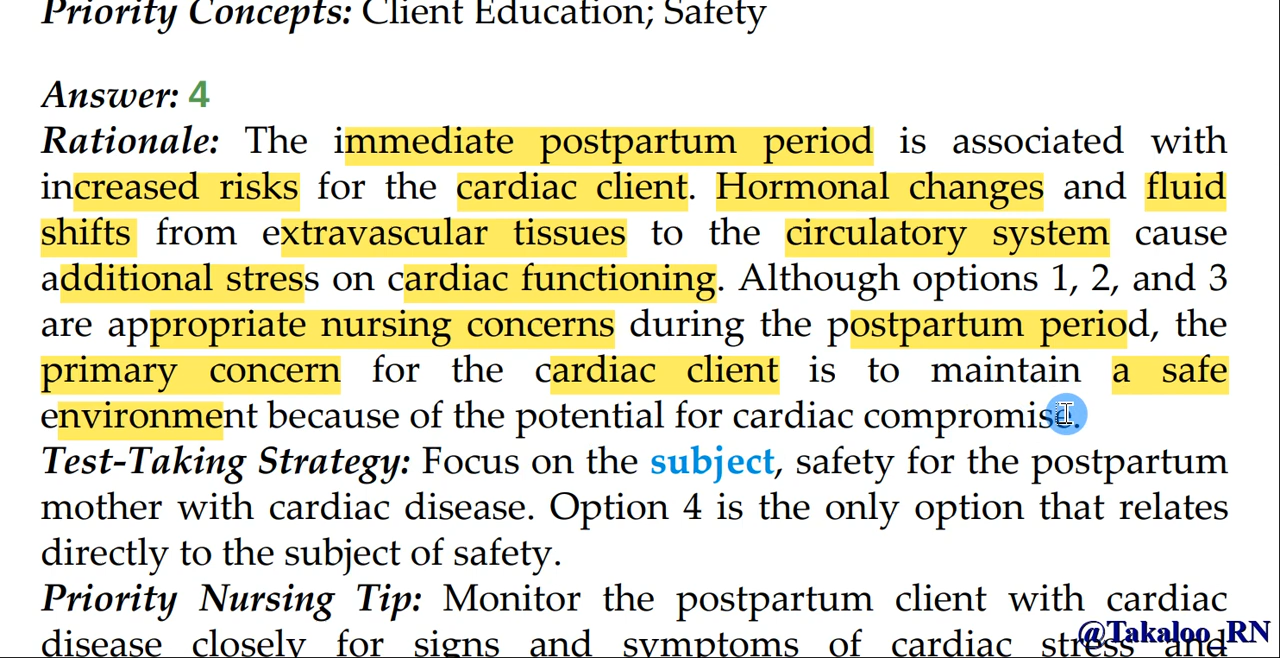 Priority Concepts: Client Education; Safety
Answer: 4
Rationale: The immediate postpartum period is associated with
increased risks for the cardiac client. Hormonal changes and fluid
shifts from extravascular tissues to the circulatory system cause
additional stress on cardiac functioning. Although options 1, 2, and 3
are appropriate nursing concerns during the postpartum period, the
primary concern for the cardiac client is to maintain a safe
environment because of the potential for cardiac compromise.
Test-Taking Strategy: Focus on the subject, safety for the postpartum
mother with cardiac disease. Option 4 is the only option that relates
directly to the subject of safety.
Priority Nursing Tip: Monitor the postpartum client with cardiac
disease closely for signs and symptoms of cardiac stress and
@Takaloo_RN